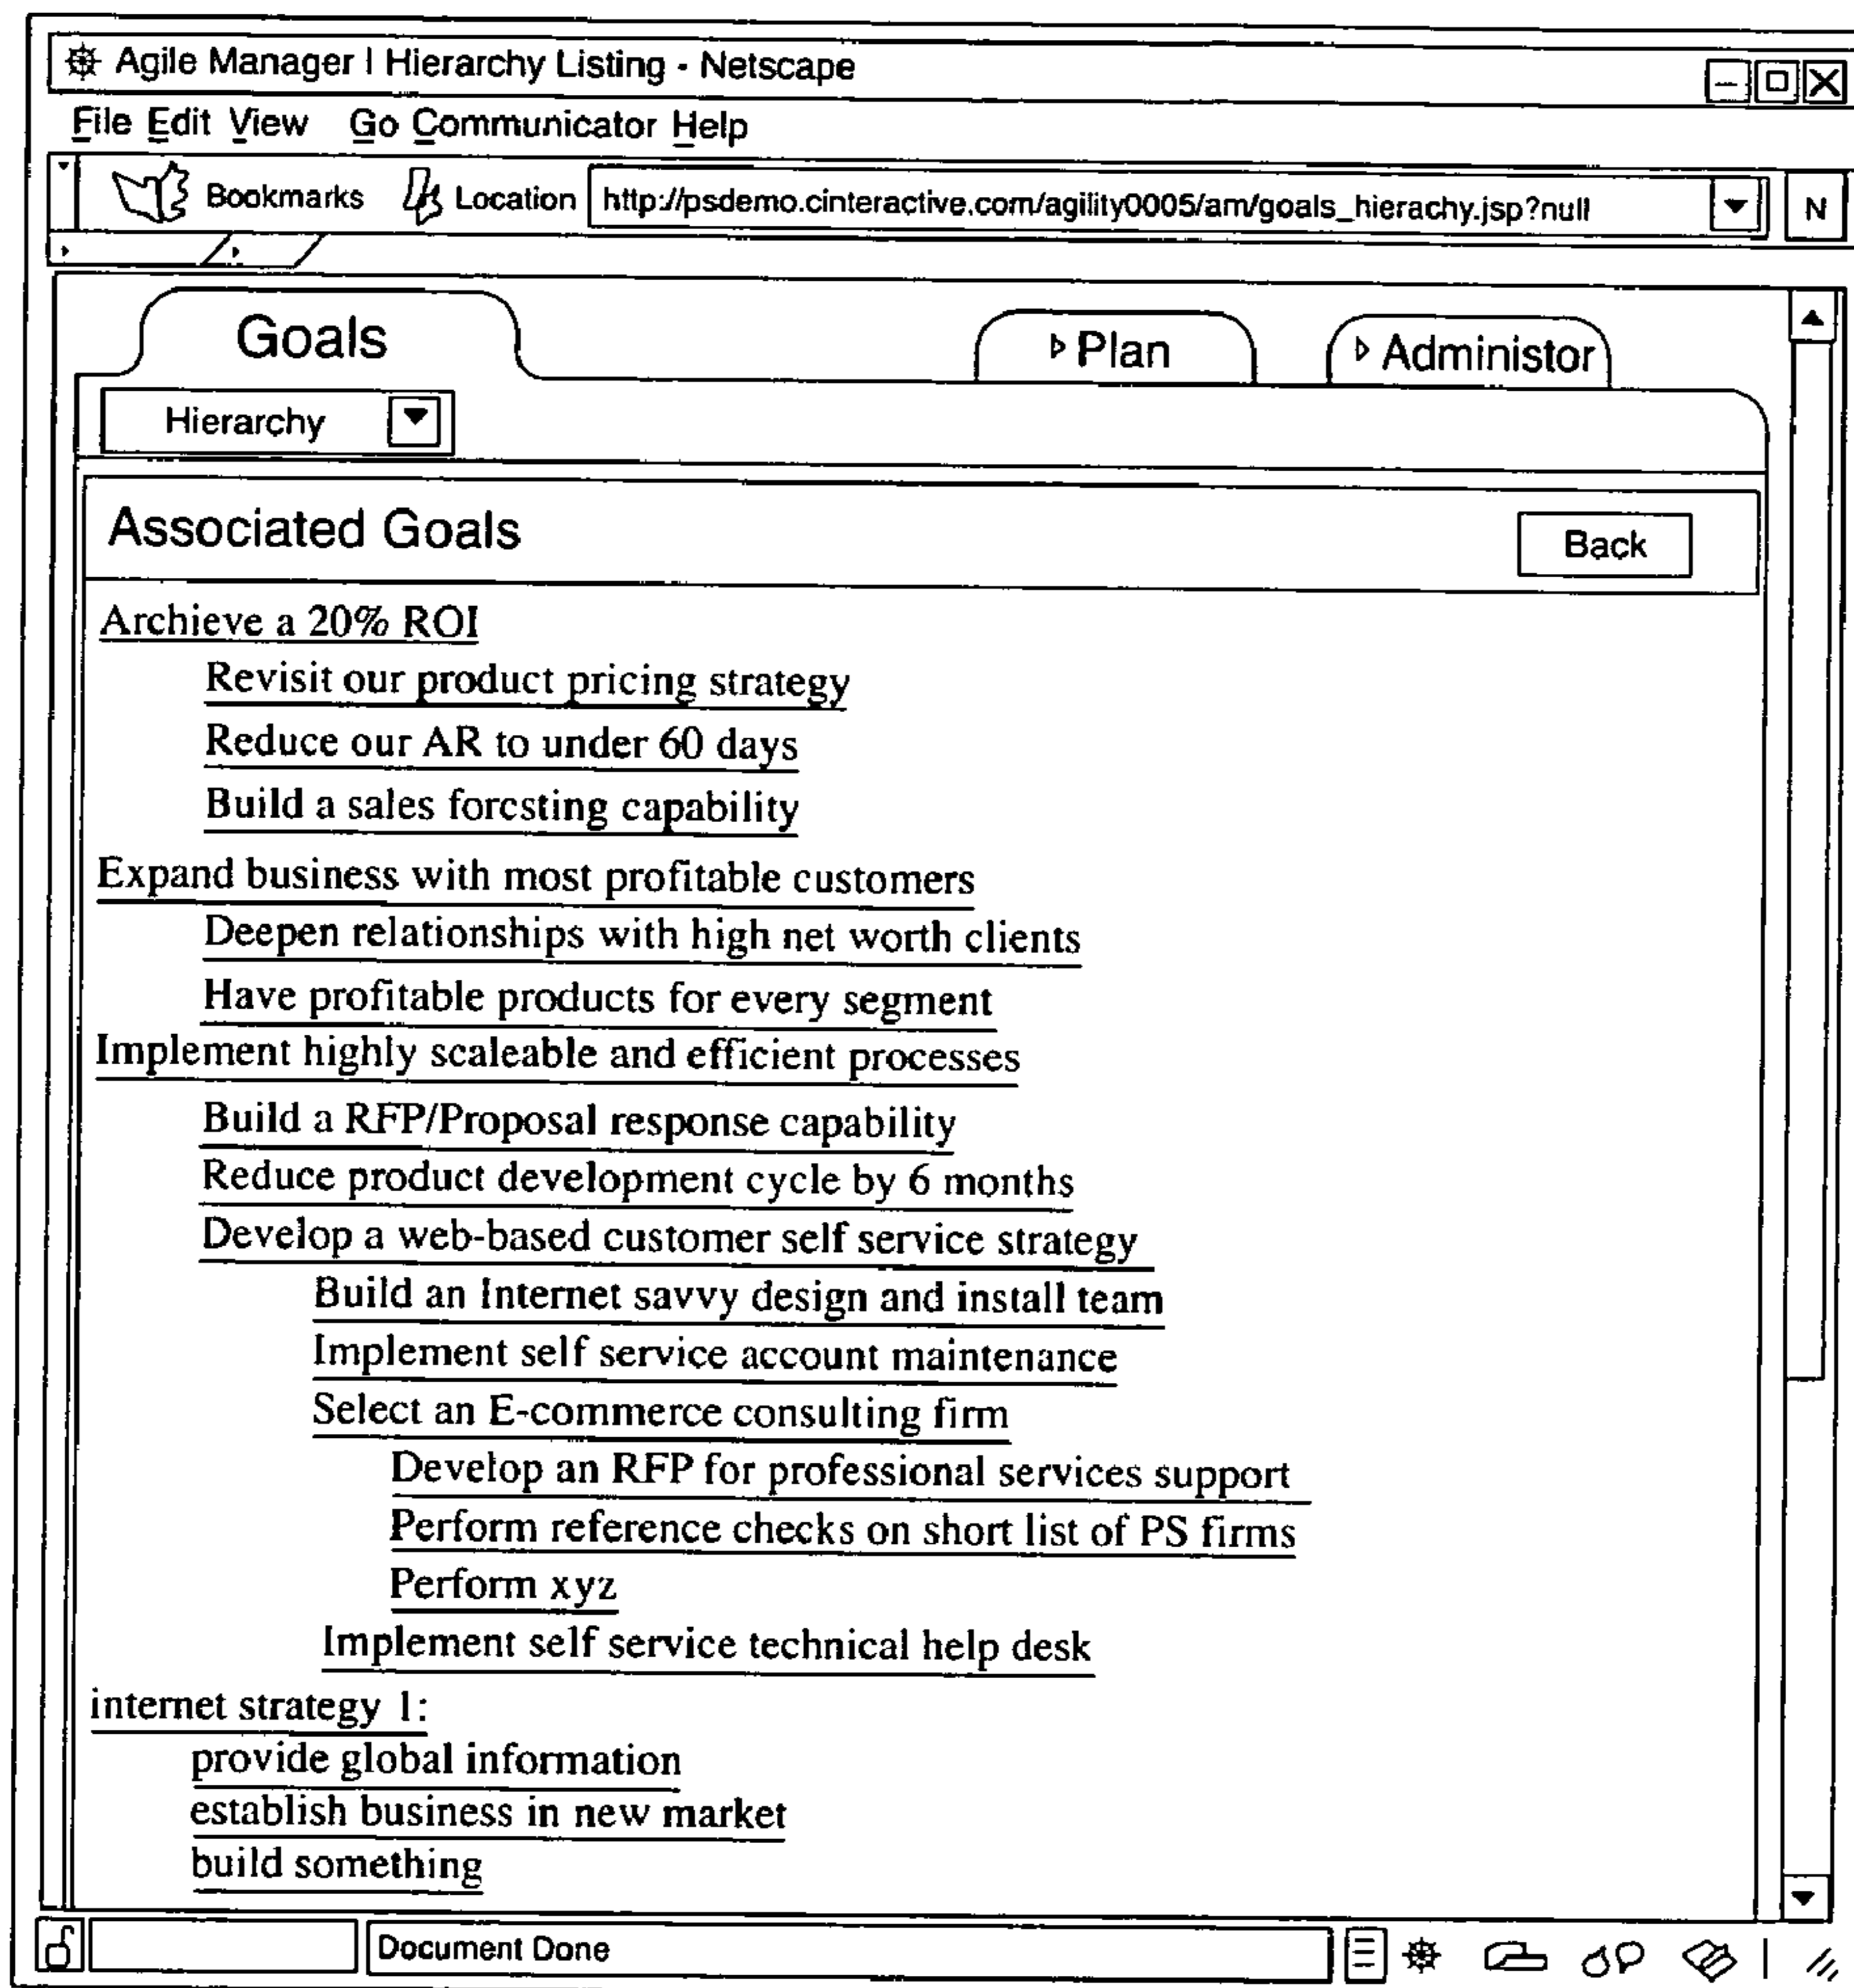 Agile Manager | Hierarchy Listing - Netscape
File Edit View Go Communicator Help
Bookmarks Location http://psdemo.cinteractive.com/agility0005/am/goals_hierachy.jsp?null N
Goals Plan Administor
Hierarchy
Associated Goals Back
Archieve a 20% ROI
Revisit our product pricing strategy
Reduce our AR to under 60 days
Build a sales forcsting capability
Expand business with most profitable customers
Deepen relationships with high net worth clients
Have profitable products for every segment
Implement highly scaleable and efficient processes
Build a RFP/Proposal response capability
Reduce product development cycle by 6 months
Develop a web-based customer self service strategy
Build an Internet savvy design and install team
Implement self service account maintenance
Select an E-commerce consulting firm
Develop an RFP for professional services support
Perform reference checks on short list of PS firms
Perform xyz
Implement self service technical help desk
internet strategy 1:
provide global information
establish business in new market
build something
Document Done